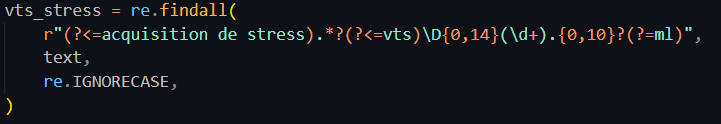 vts_stress = re.findall(
    r"(?<=acquisition de stress).*?(?<=vts)\D{0,14}(\d+).{0,10}?(?=ml)",
    text,
    re.IGNORECASE,
)